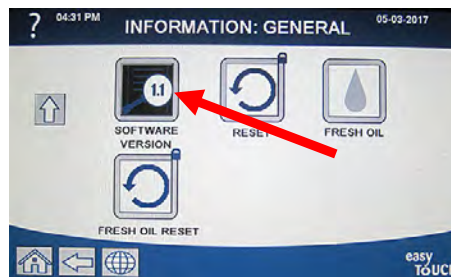 ? 04:31 PM INFORMATION: GENERAL 05-03-2017
1.1
SOFTWARE
VERSION
RESET
FRESH OIL
FRESH OIL RESET
easy
ToUC